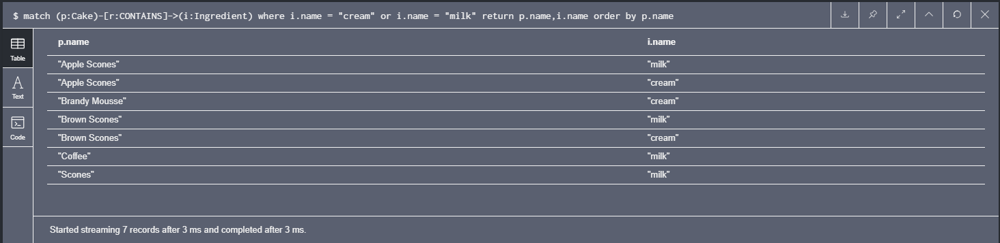 $ match (p:Cake)-[r:CONTAINS]->(i:Ingredient) where i.name = "cream" or i.name = "milk" return p.name,i.name order by p.name
Table
Text
Code
p.name i.name
"Apple Scones" "milk"
"Apple Scones" "cream"
"Brandy Mousse" "cream"
"Brown Scones" "milk"
"Brown Scones" "cream"
"Coffee" "milk"
"Scones" "milk"
Started streaming 7 records after 3 ms and completed after 3 ms.